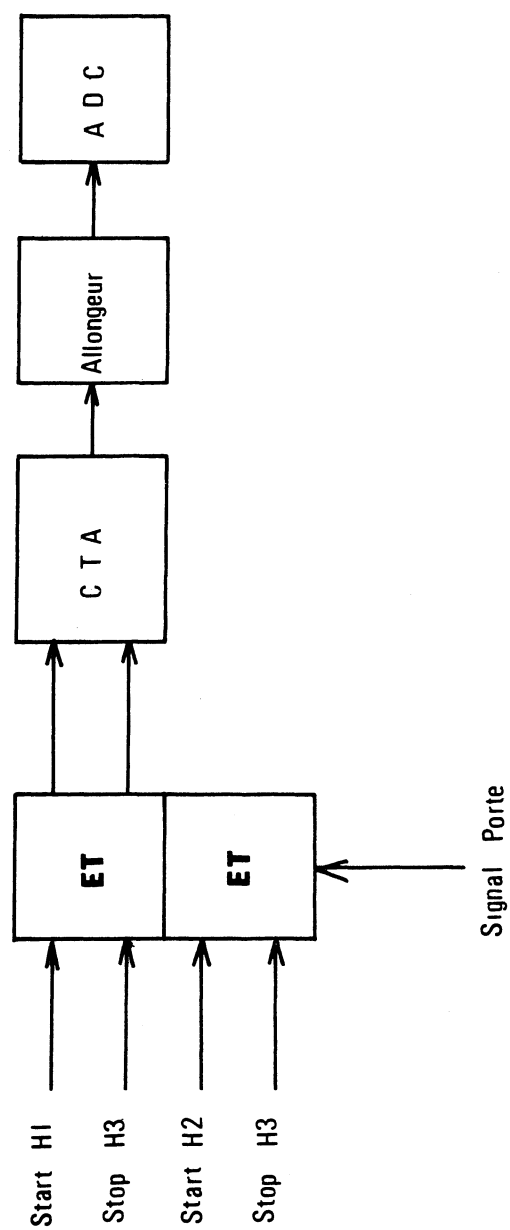 Start H1
Stop H3
Start H2
Stop H3
ET
ET
Signal Porte
CTA
Allongeur
ADC